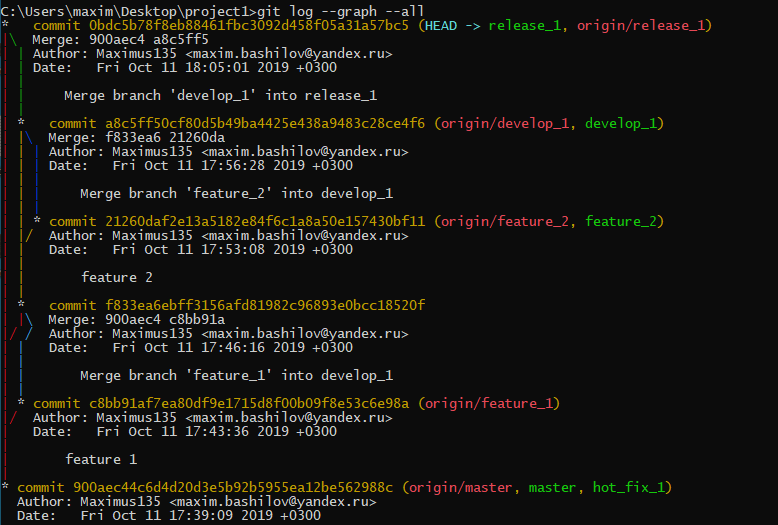 C:\Users\maxim\Desktop\project1>git log --graph --all
*   commit 0bdc5b78f8eb88461fbc3092d458f05a31a57bc5 (HEAD -> release_1, origin/release_1)
|\  Merge: 900aec4 a8c5ff5
| | Author: Maximus135 <maxim.bashilov@yandex.ru>
| | Date:   Fri Oct 11 18:05:01 2019 +0300
| |
| |     Merge branch 'develop_1' into release_1
| |
| *   commit a8c5ff50cf80d5b49ba4425e438a9483c28ce4f6 (origin/develop_1, develop_1)
| |\  Merge: f833ea6 21260da
| | | Author: Maximus135 <maxim.bashilov@yandex.ru>
| | | Date:   Fri Oct 11 17:56:28 2019 +0300
| | |
| | |     Merge branch 'feature_2' into develop_1
| | |
| | * commit 21260daf2e13a5182e84f6c1a8a50e157430bf11 (origin/feature_2, feature_2)
| |/  Author: Maximus135 <maxim.bashilov@yandex.ru>
| |   Date:   Fri Oct 11 17:53:08 2019 +0300
| |
| |       feature 2
| |
| *   commit f833ea6ebff3156afd81982c96893e0bcc18520f
| |\  Merge: 900aec4 c8bb91a
|/ /  Author: Maximus135 <maxim.bashilov@yandex.ru>
| |   Date:   Fri Oct 11 17:46:16 2019 +0300
| |
| |       Merge branch 'feature_1' into develop_1
| |
| * commit c8bb91af7ea80df9e1715d8f00b09f8e53c6e98a (origin/feature_1)
|/  Author: Maximus135 <maxim.bashilov@yandex.ru>
|   Date:   Fri Oct 11 17:43:36 2019 +0300
|
|       feature 1
|
* commit 900aec44c6d4d20d3e5b92b5955ea12be562988c (origin/master, master, hot_fix_1)
  Author: Maximus135 <maxim.bashilov@yandex.ru>
  Date:   Fri Oct 11 17:39:09 2019 +0300